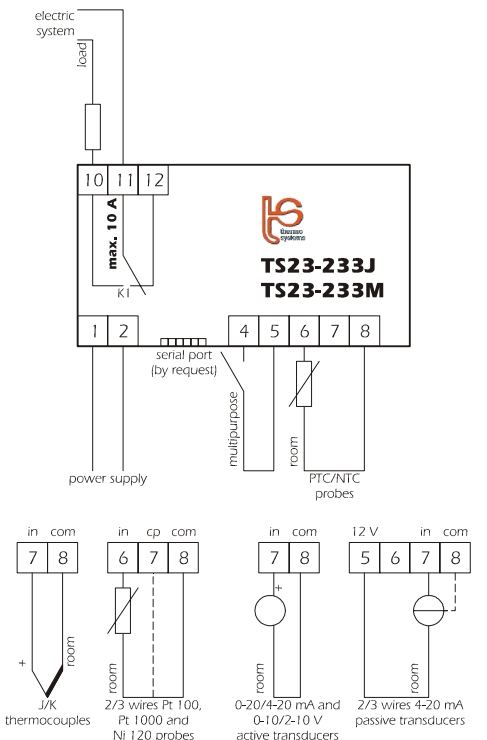 electric
system
load
10 11 12
max. 10 A
K1
thermo
systems
TS23-233J
TS23-233M
1 2 4 5 6 7 8
serial port
(by request)
multipurpose
room
power supply
PTC/NTC
probes
in com
7 8
+
room
J/K
thermocouples
in cp com
6 7 8
room
2/3 wires Pt 100,
Pt 1000 and
Ni 120 probes
in com
7 8
+
room
0-20/4-20 mA and
0-10/2-10 V
active transducers
12 V in com
5 6 7 8
room
2/3 wires 4-20 mA
passive transducers